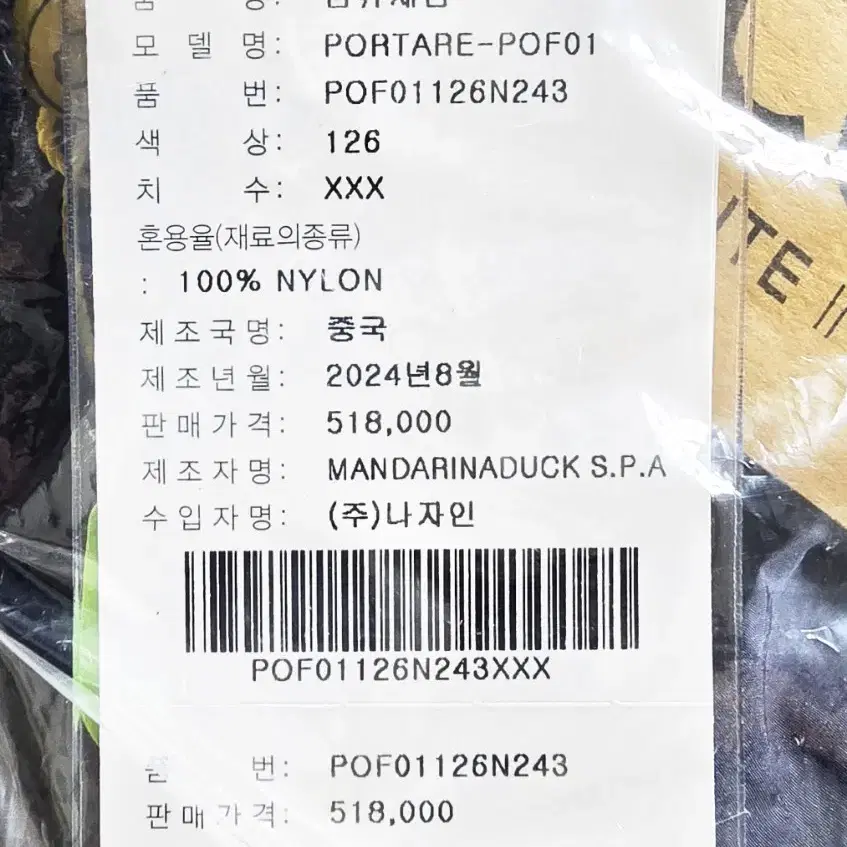 모 델 명: PORTARE-POF01
품 번: POF01126N243
색 상: 126
치 수: XXX
혼용율(재료의종류)
: 100% NYLON
제 조 국 명: 중국
제 조 년 월: 2024년8월
판 매 가 격: 518,000
제 조 자 명: MANDARINADUCK S.P.A
수 입 자 명: (주)나자인
POF01126N243XXX
품 번: POF01126N243
판 매 가 격: 518,000